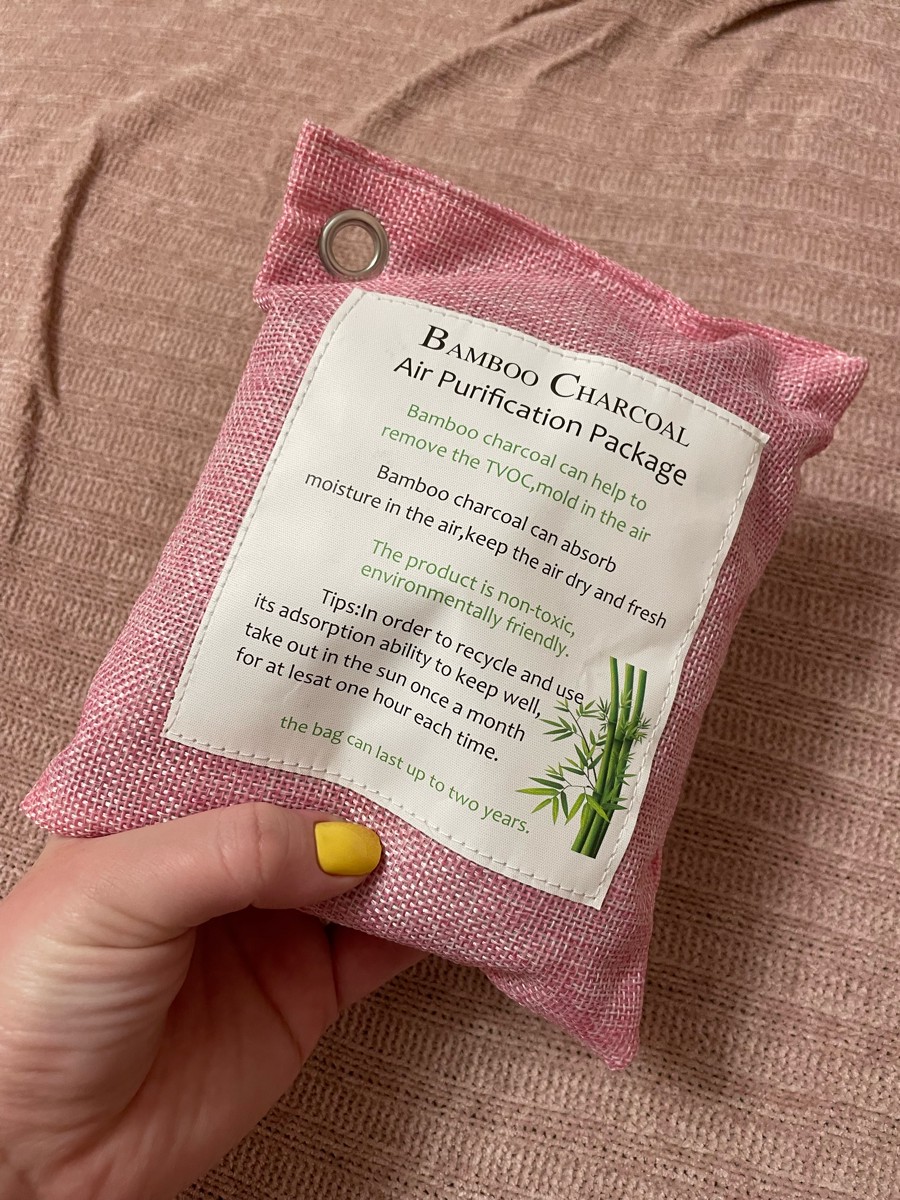 BAMBOO CHARCOAL
Air Purification Package
Bamboo charcoal can help to
remove the TVOC,mold in the air
Bamboo charcoal can absorb
moisture in the air,keep the air dry and fresh
The product is non-toxic,
environmentally friendly.
Tips:In order to recycle and use
its adsorption ability to keep well,
take out in the sun once a month
for at lesat one hour each time.
the bag can last up to two years.